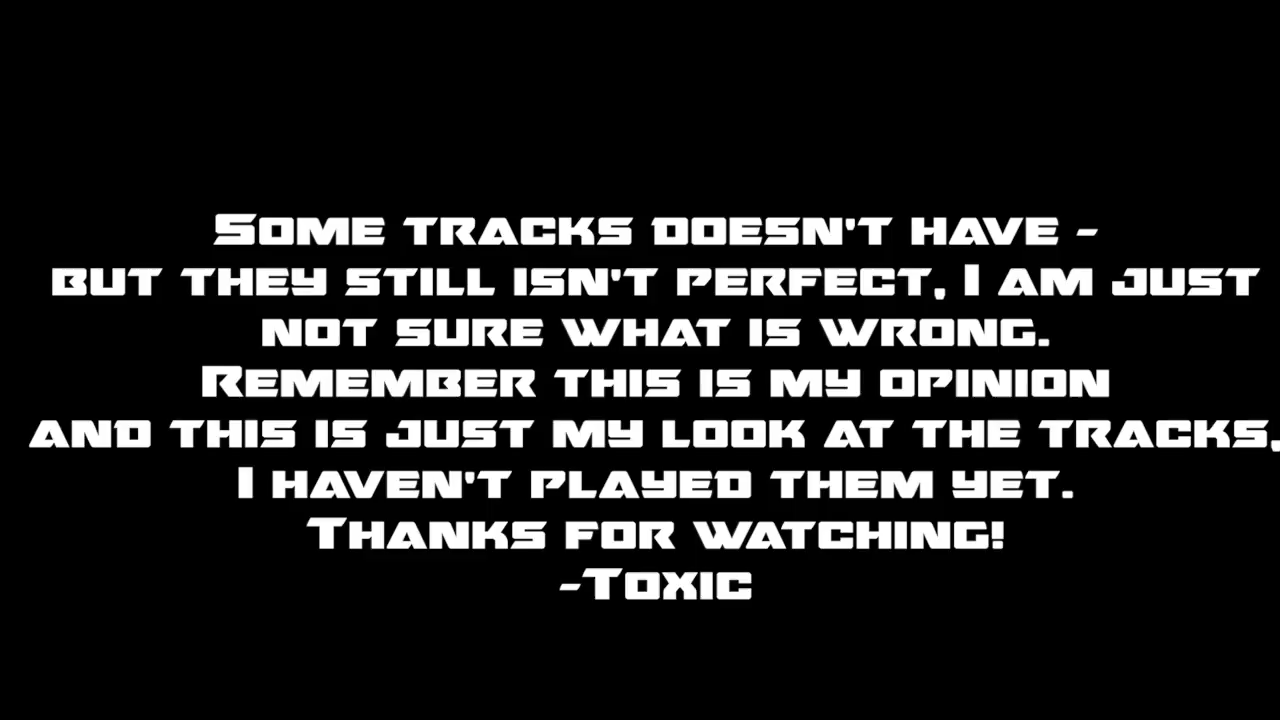 Some tracks doesn't have -
but they still isn't perfect, I am just
not sure what is wrong.
Remember this is my opinion
and this is just my look at the tracks,
I haven't played them yet.
Thanks for watching!
-Toxic